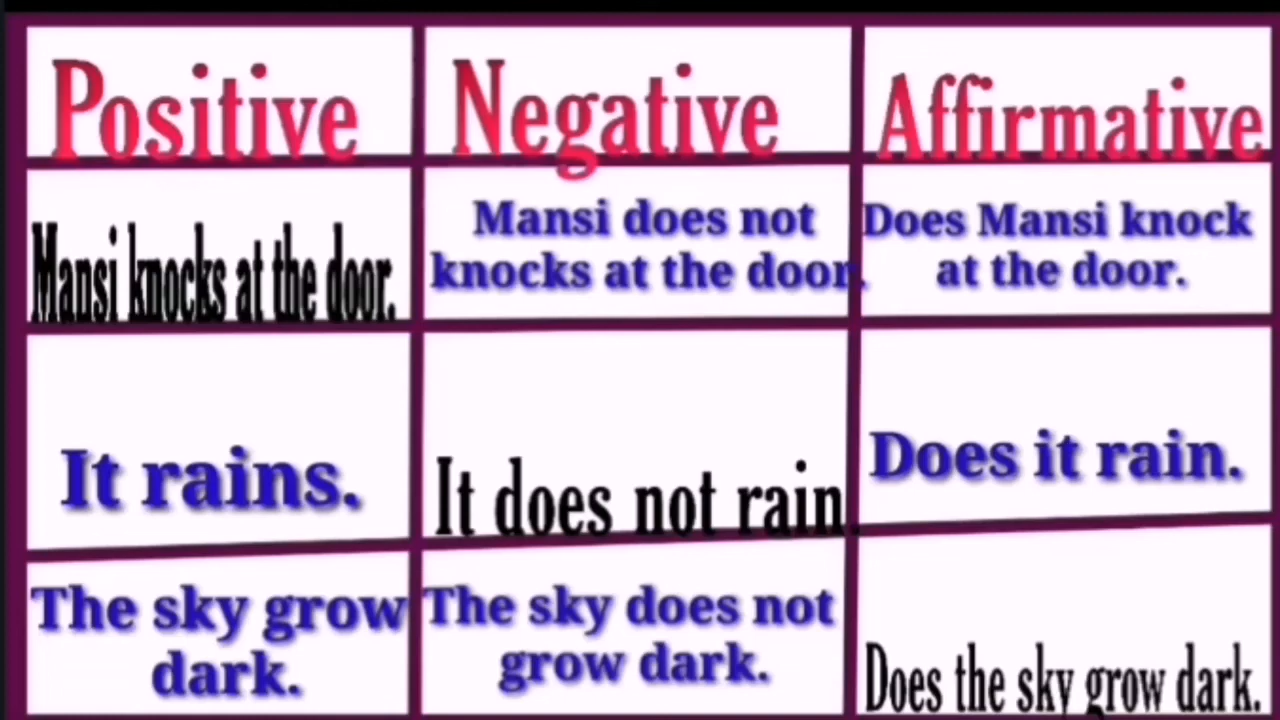 Positive
Negative
Affirmative
Mansi knocks at the door.
Mansi does not
knocks at the door.
Does Mansi knock
at the door.
It rains.
It does not rain.
Does it rain.
The sky grow
dark.
The sky does not
grow dark.
Does the sky grow dark.